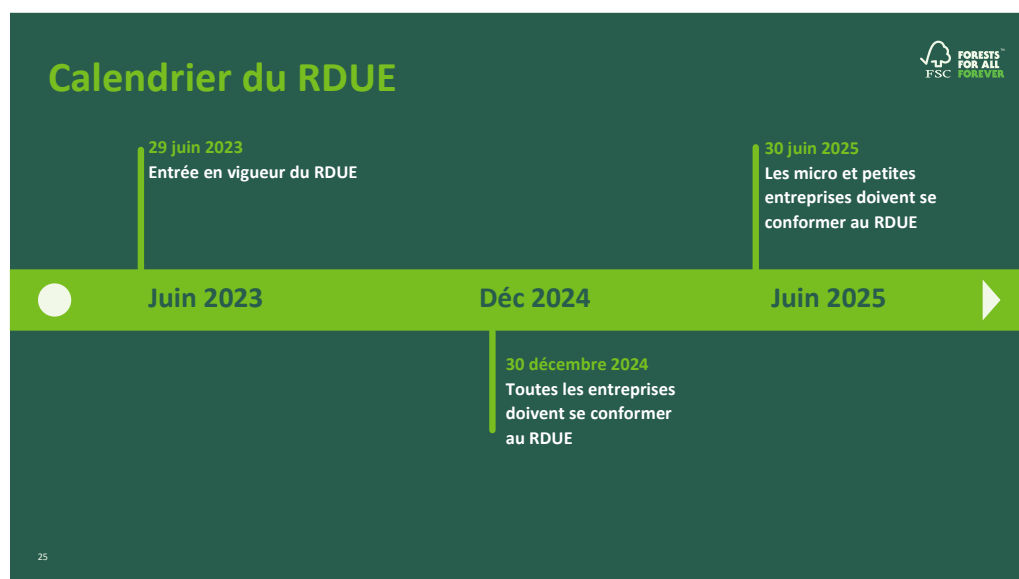 Calendrier du RDUE
FSC
FORESTS™
FOR ALL
FOREVER
29 juin 2023
Entrée en vigueur du RDUE
30 juin 2025
Les micro et petites
entreprises doivent se
conformer au RDUE
Juin 2023
Déc 2024
Juin 2025
30 décembre 2024
Toutes les entreprises
doivent se conformer
au RDUE
25